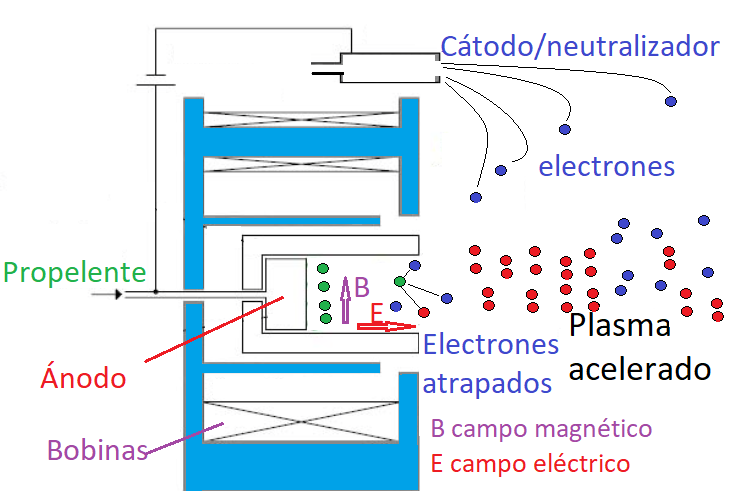 Cátodo/neutralizador
electrones
Propelente
B
E
Electrones
atrapados
Plasma
acelerado
Ánodo
Bobinas
B campo magnético
E campo eléctrico